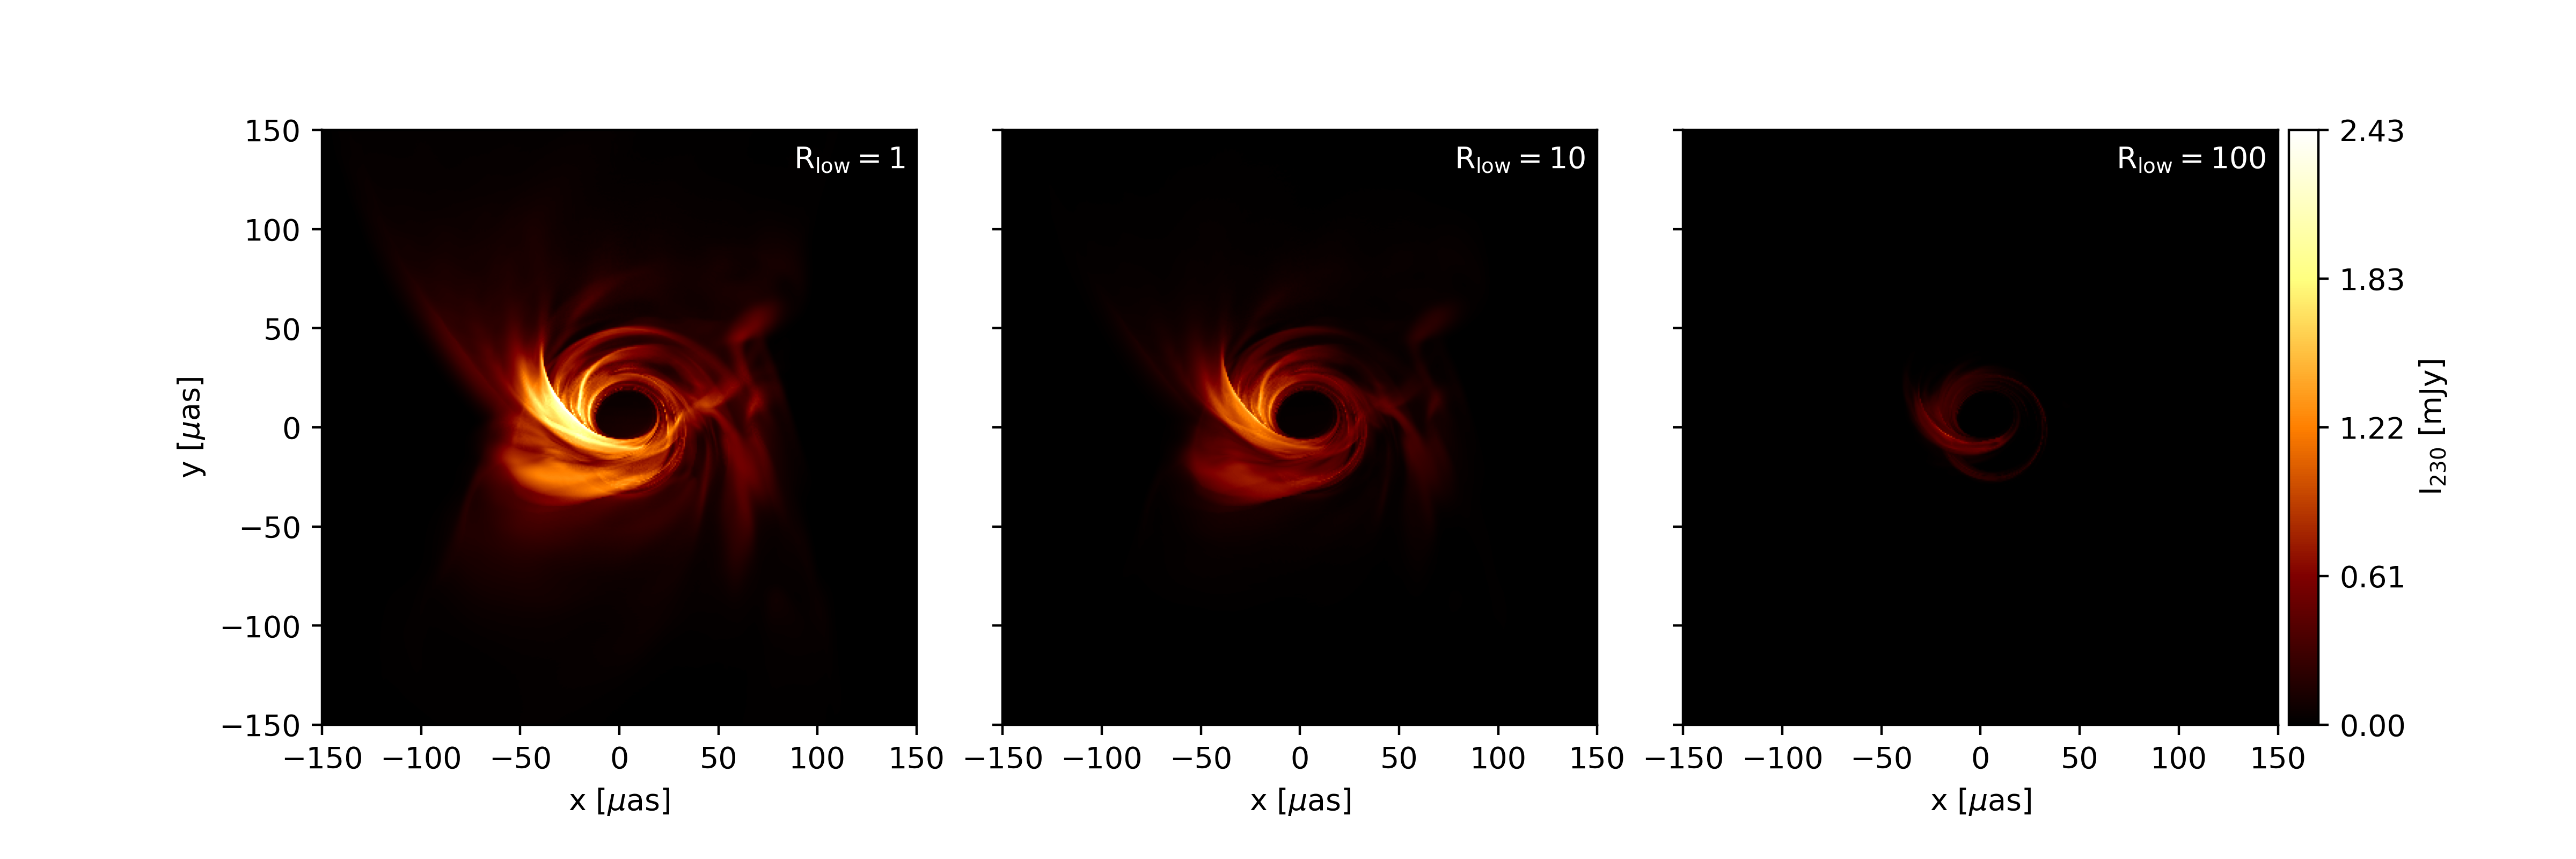 R_low = 1
R_low = 10
R_low = 100
150
100
50
0
−50
−100
−150
y [μas]
−150 −100 −50 0 50 100 150
−150 −100 −50 0 50 100 150
−150 −100 −50 0 50 100 150
x [μas]
x [μas]
x [μas]
2.43
1.83
1.22
0.61
0.00
I_230 [mJy]